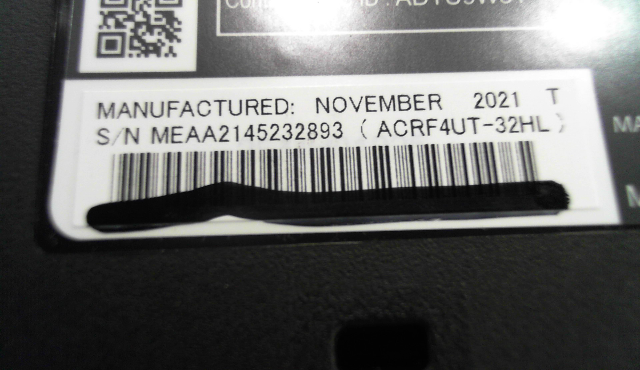 MANUFACTURED: NOVEMBER 2021 T
S/N MEAA2145232893 ( ACRF4UT-32HL )